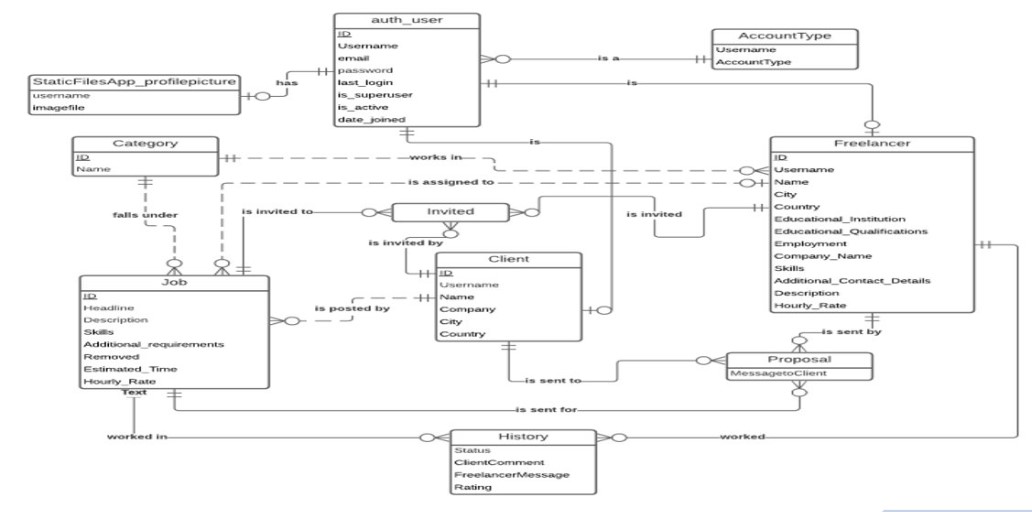 auth_user
ID
Username
email
password
last_login
is_superuser
is_active
date_joined
AccountType
Username
AccountType
is a
StaticFilesApp_profilepicture
username
imagefile
has
is
is
Category
ID
Name
works in
is assigned to
falls under
is invited to
Invited
is invited
is invited by
Freelancer
ID
Username
Name
City
Country
Educational_Institution
Educational_Qualifications
Employment
Company_Name
Skills
Additional_Contact_Details
Description
Hourly_Rate
Client
ID
Username
Name
Company
City
Country
is posted by
Job
ID
Headline
Description
Skills
Additional_requirements
Removed
Estimated_Time
Hourly_Rate
Text
is sent by
Proposal
MessagetoClient
is sent to
is sent for
worked in
worked
History
Status
ClientComment
FreelancerMessage
Rating